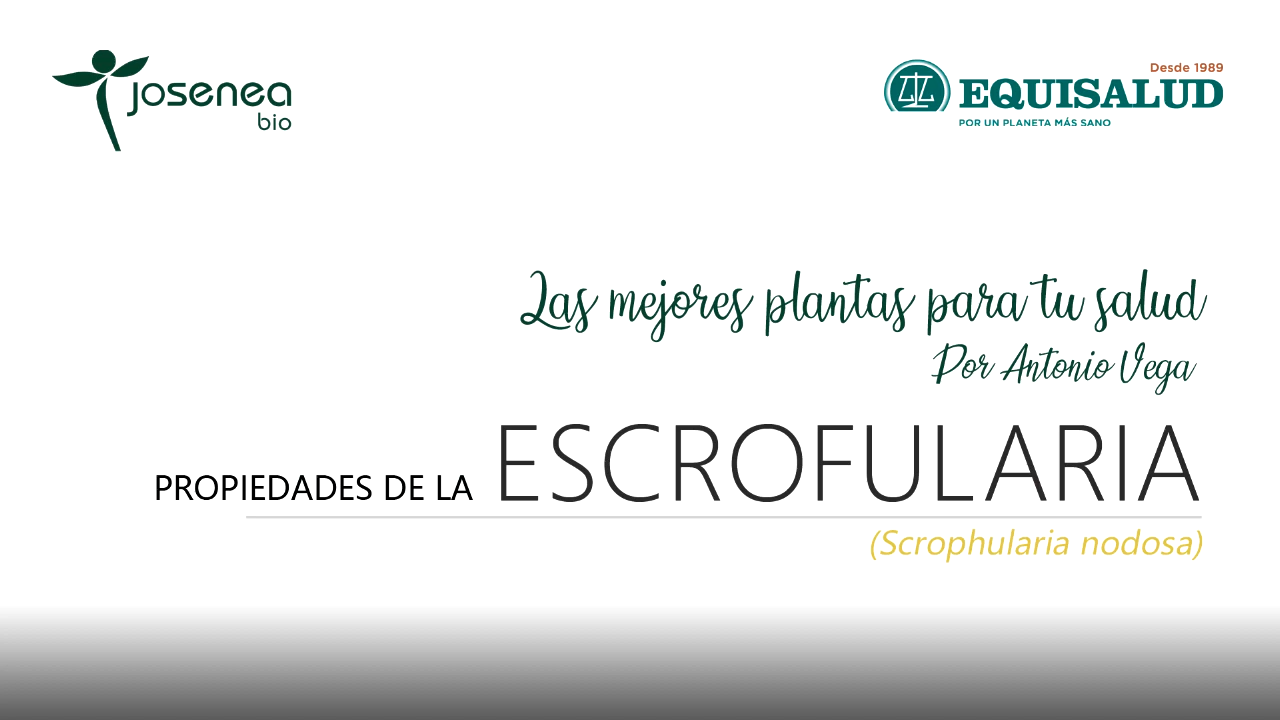 josenea
bio
Desde 1989
EQUISALUD
POR UN PLANETA MÁS SANO
Las mejores plantas para tu salud
Por Antonio Vega
PROPIEDADES DE LA ESCROFULARIA
(Scrophularia nodosa)